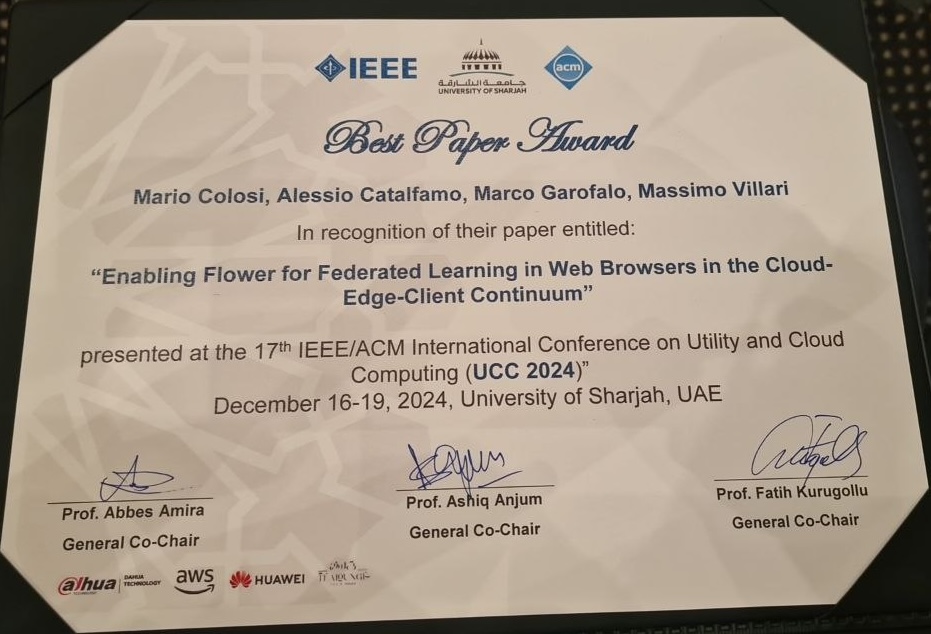 IEEE
جامعة الشارقة
UNIVERSITY OF SHARJAH
acm
Best Paper Award
Mario Colosi, Alessio Catalfamo, Marco Garofalo, Massimo Villari
In recognition of their paper entitled:
“Enabling Flower for Federated Learning in Web Browsers in the Cloud-
Edge-Client Continuum”
presented at the 17th IEEE/ACM International Conference on Utility and Cloud
Computing (UCC 2024)”
December 16-19, 2024, University of Sharjah, UAE
Prof. Abbes Amira
General Co-Chair
Prof. Ashiq Anjum
General Co-Chair
Prof. Fatih Kurugollu
General Co-Chair
alhua
TECHNOLOGY
DAHUA
TECHNOLOGY
aws
HUAWEI